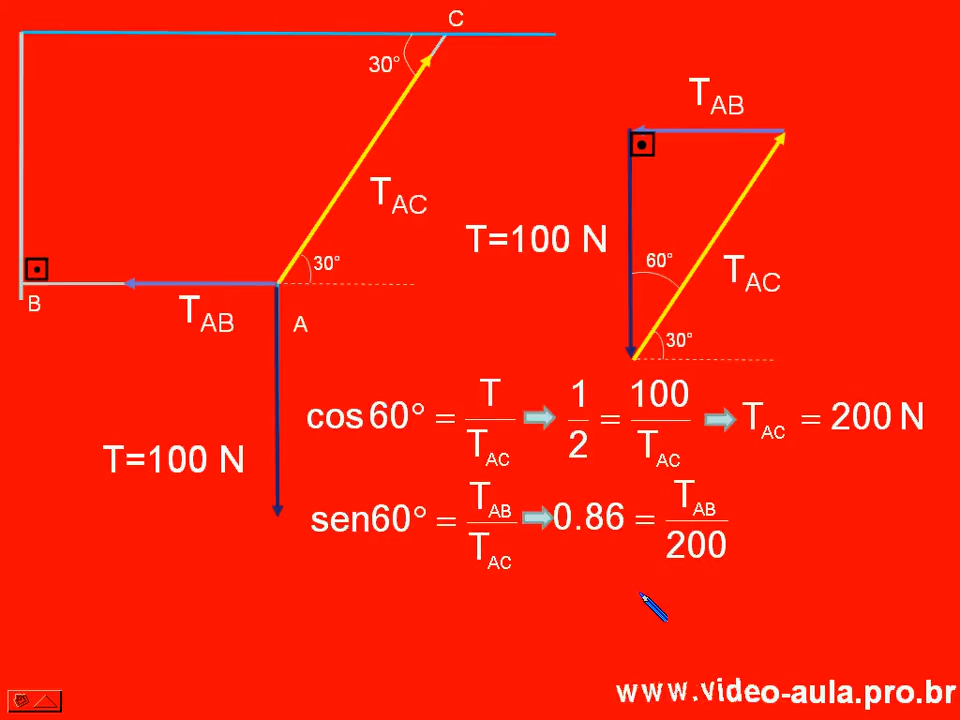 C
30°
T_AB
T_AC
T=100 N
60°
T_AC
30°
B
T_AB
A
30°
cos 60° = T / T_AC 1 / 2 = 100 / T_AC T_AC = 200 N
T=100 N
sen60° = T_AB / T_AC 0.86 = T_AB / 200
www.video-aula.pro.br